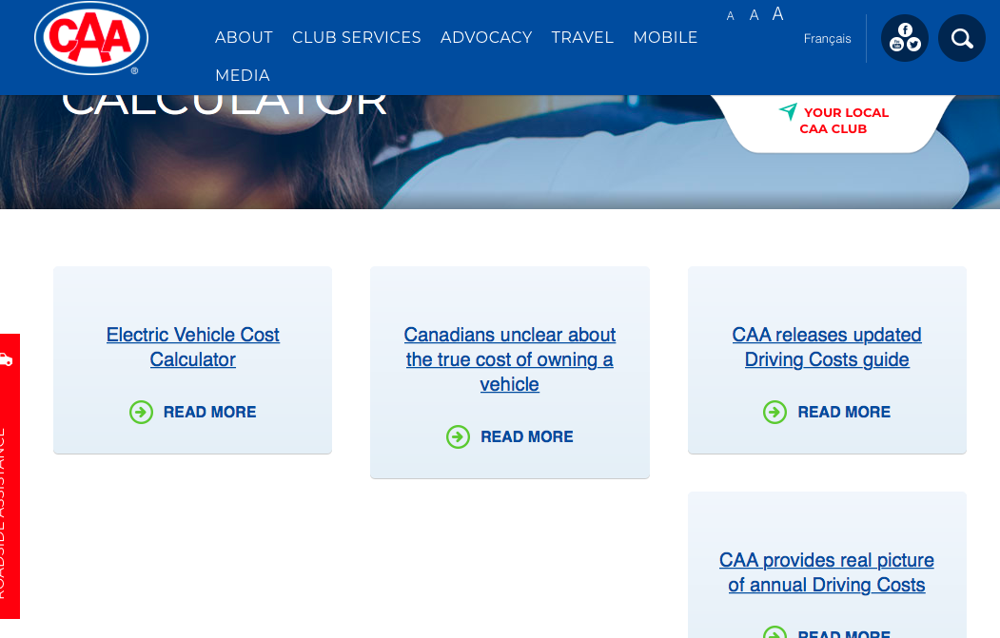 CAA
®
ABOUT CLUB SERVICES ADVOCACY TRAVEL MOBILE
MEDIA
A A A
Français
CALCULATOR
YOUR LOCAL
CAA CLUB
Electric Vehicle Cost
Calculator
READ MORE
Canadians unclear about
the true cost of owning a
vehicle
READ MORE
CAA releases updated
Driving Costs guide
READ MORE
CAA provides real picture
of annual Driving Costs
READ MORE
ROADSIDE ASSISTANCE